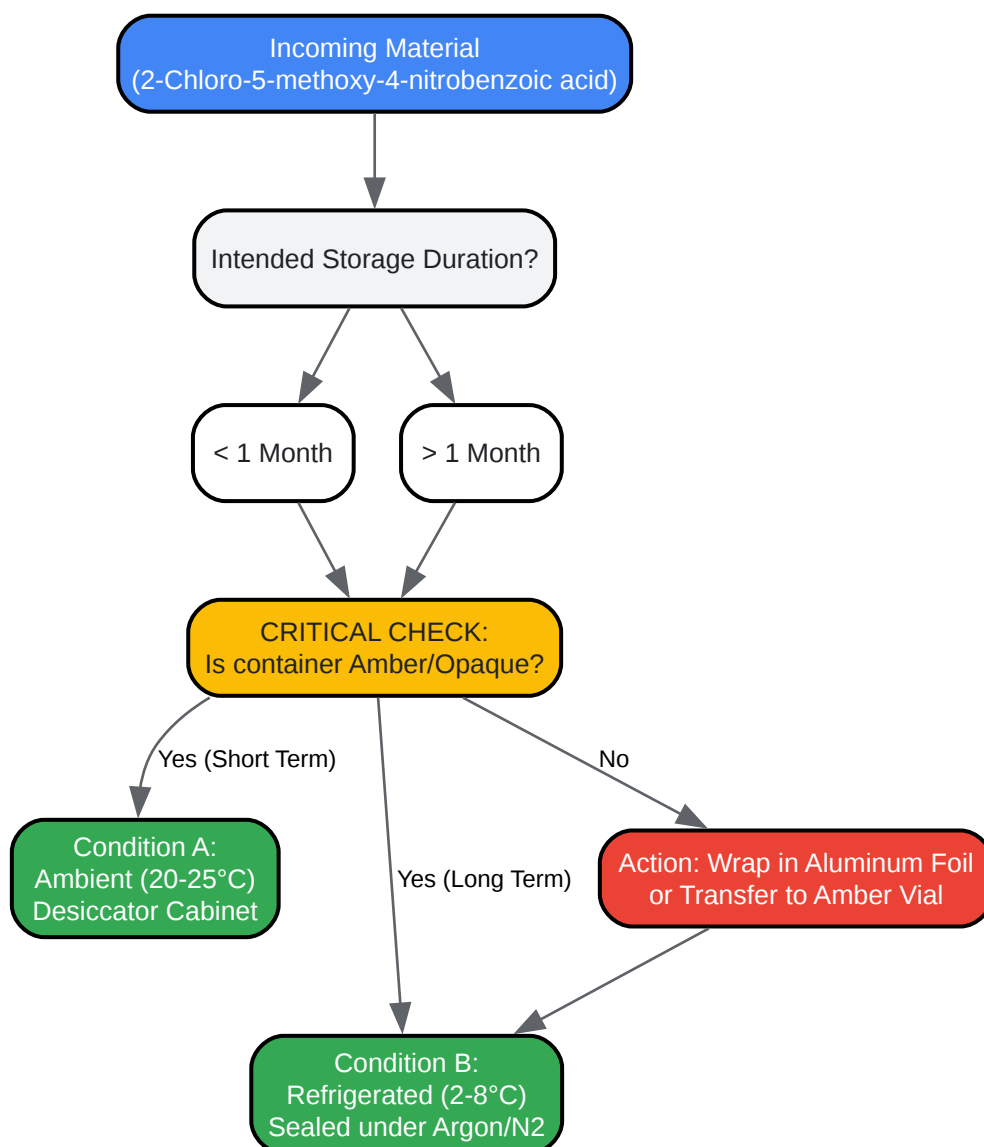 Incoming Material
(2-Chloro-5-methoxy-4-nitrobenzoic acid)
Intended Storage Duration?
< 1 Month
> 1 Month
CRITICAL CHECK:
Is container Amber/Opaque?
Yes (Short Term)
No
Condition A:
Ambient (20-25°C)
Desiccator Cabinet
Yes (Long Term)
Action: Wrap in Aluminum Foil
or Transfer to Amber Vial
Condition B:
Refrigerated (2-8°C)
Sealed under Argon/N2